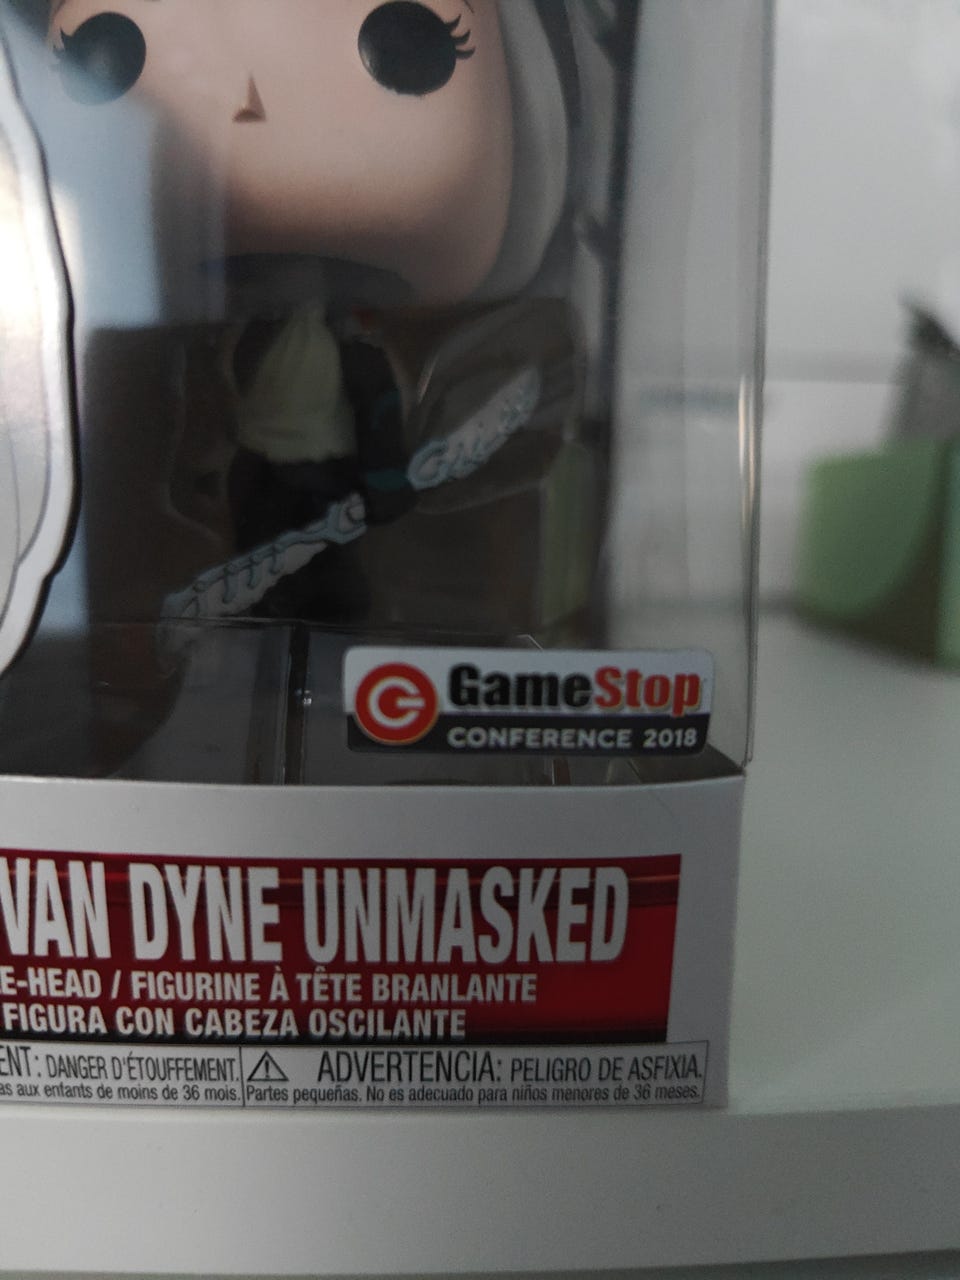 GameStop
CONFERENCE 2018
VAN DYNE UNMASKED
E-HEAD / FIGURINE À TÊTE BRANLANTE
FIGURA CON CABEZA OSCILANTE
ENT: DANGER D'ÉTOUFFEMENT. ADVERTENCIA: PELIGRO DE ASFIXIA.
as aux enfants de moins de 36 mois. Partes pequeñas. No es adecuado para niños menores de 36 meses.